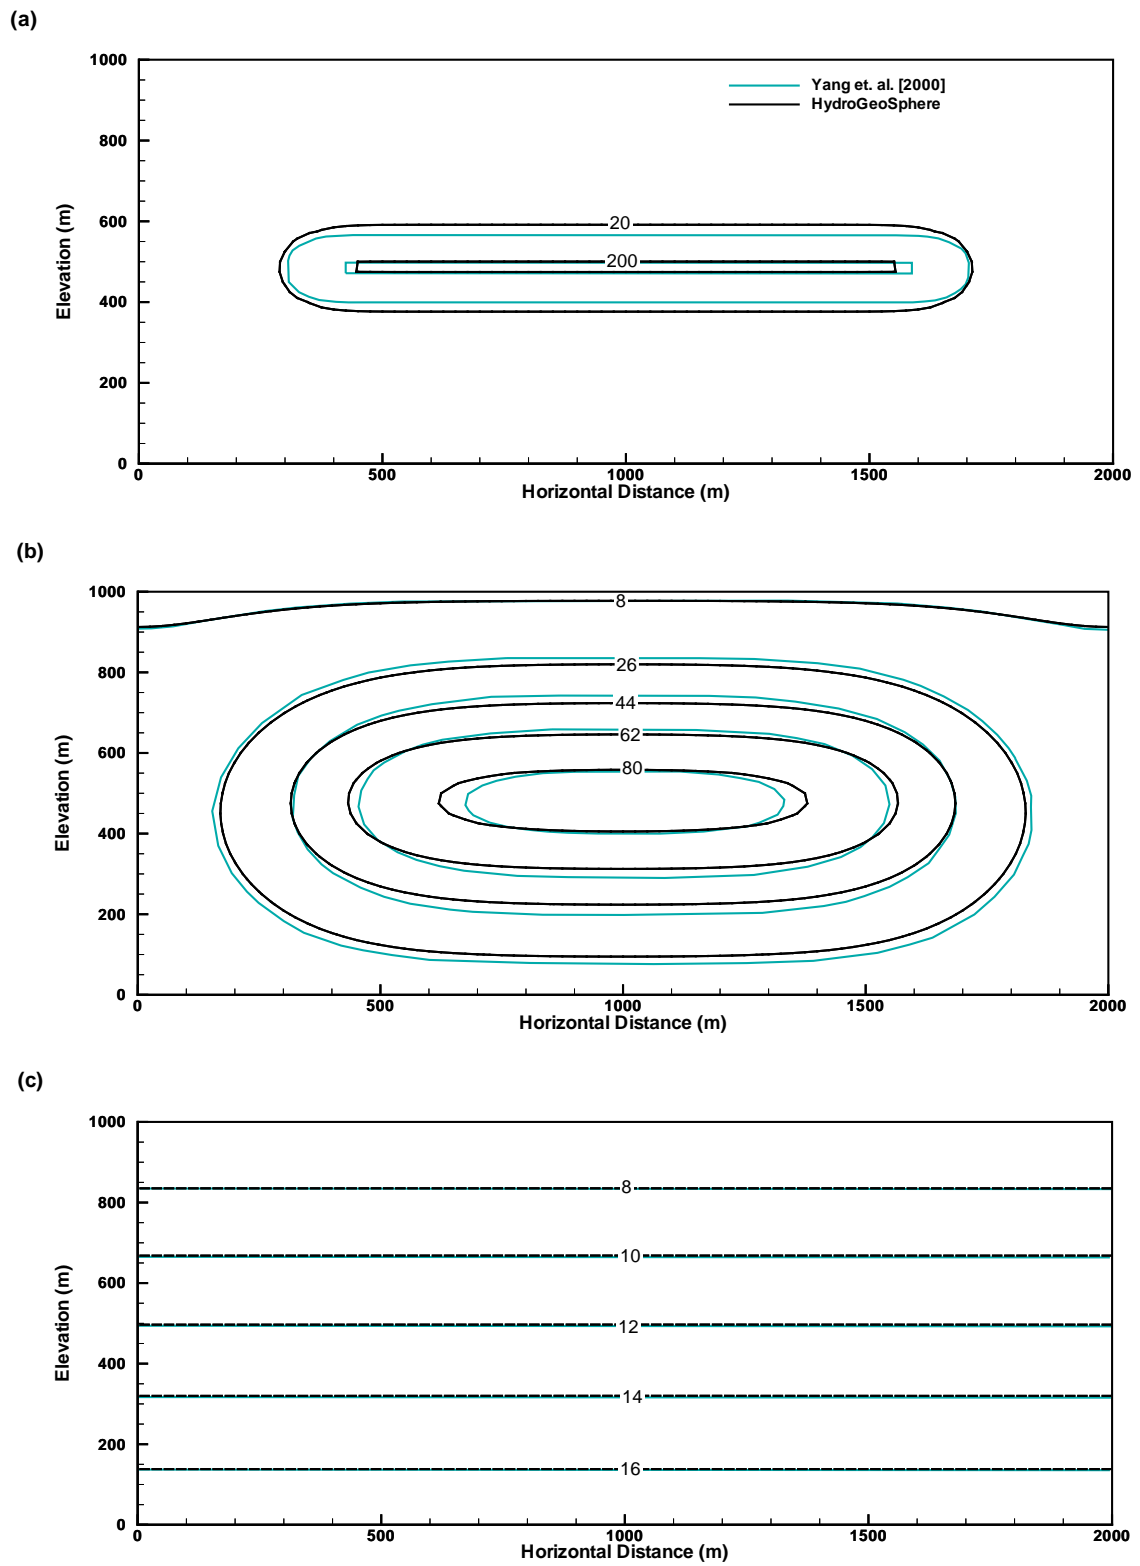 (a)
1000
800
600
400
200
0
Elevation (m)
Yang et. al. [2000]
HydroGeoSphere
20
200
0 500 1000 1500 2000
Horizontal Distance (m)
(b)
1000
800
600
400
200
0
Elevation (m)
8
26
44
62
80
0 500 1000 1500 2000
Horizontal Distance (m)
(c)
1000
800
600
400
200
0
Elevation (m)
8
10
12
14
16
0 500 1000 1500 2000
Horizontal Distance (m)